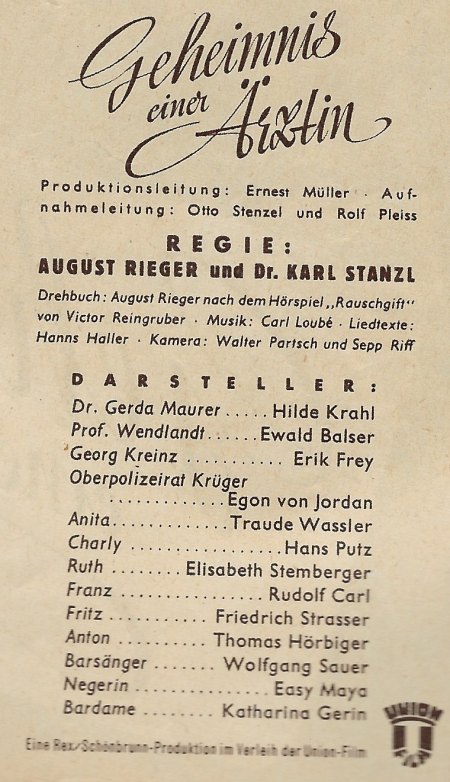 Geheimnis
einer Ärztin
Produktionsleitung: Ernest Müller · Auf-
nahmeleitung: Otto Stenzel und Rolf Pleiss
REGIE:
AUGUST RIEGER und Dr. KARL STANZL
Drehbuch: August Rieger nach dem Hörspiel „Rauschgift"
von Victor Reingruber · Musik: Carl Loubé · Liedtexte:
Hanns Haller · Kamera: Walter Partsch und Sepp Riff
DARSTELLER:
Dr. Gerda Maurer ..... Hilde Krahl
Prof. Wendlandt ...... Ewald Balser
Georg Kreinz ........... Erik Frey
Oberpolizeirat Krüger
............. Egon von Jordan
Anita ............. Traude Wassler
Charly ................. Hans Putz
Ruth ........ Elisabeth Stemberger
Franz ................ Rudolf Carl
Fritz ............ Friedrich Strasser
Anton .......... Thomas Hörbiger
Barsänger ....... Wolfgang Sauer
Negerin ............... Easy Maya
Bardame ........ Katharina Gerin
UNION
FILM
Eine Rex/Schönbrunn-Produktion im Verleih der Union-Film